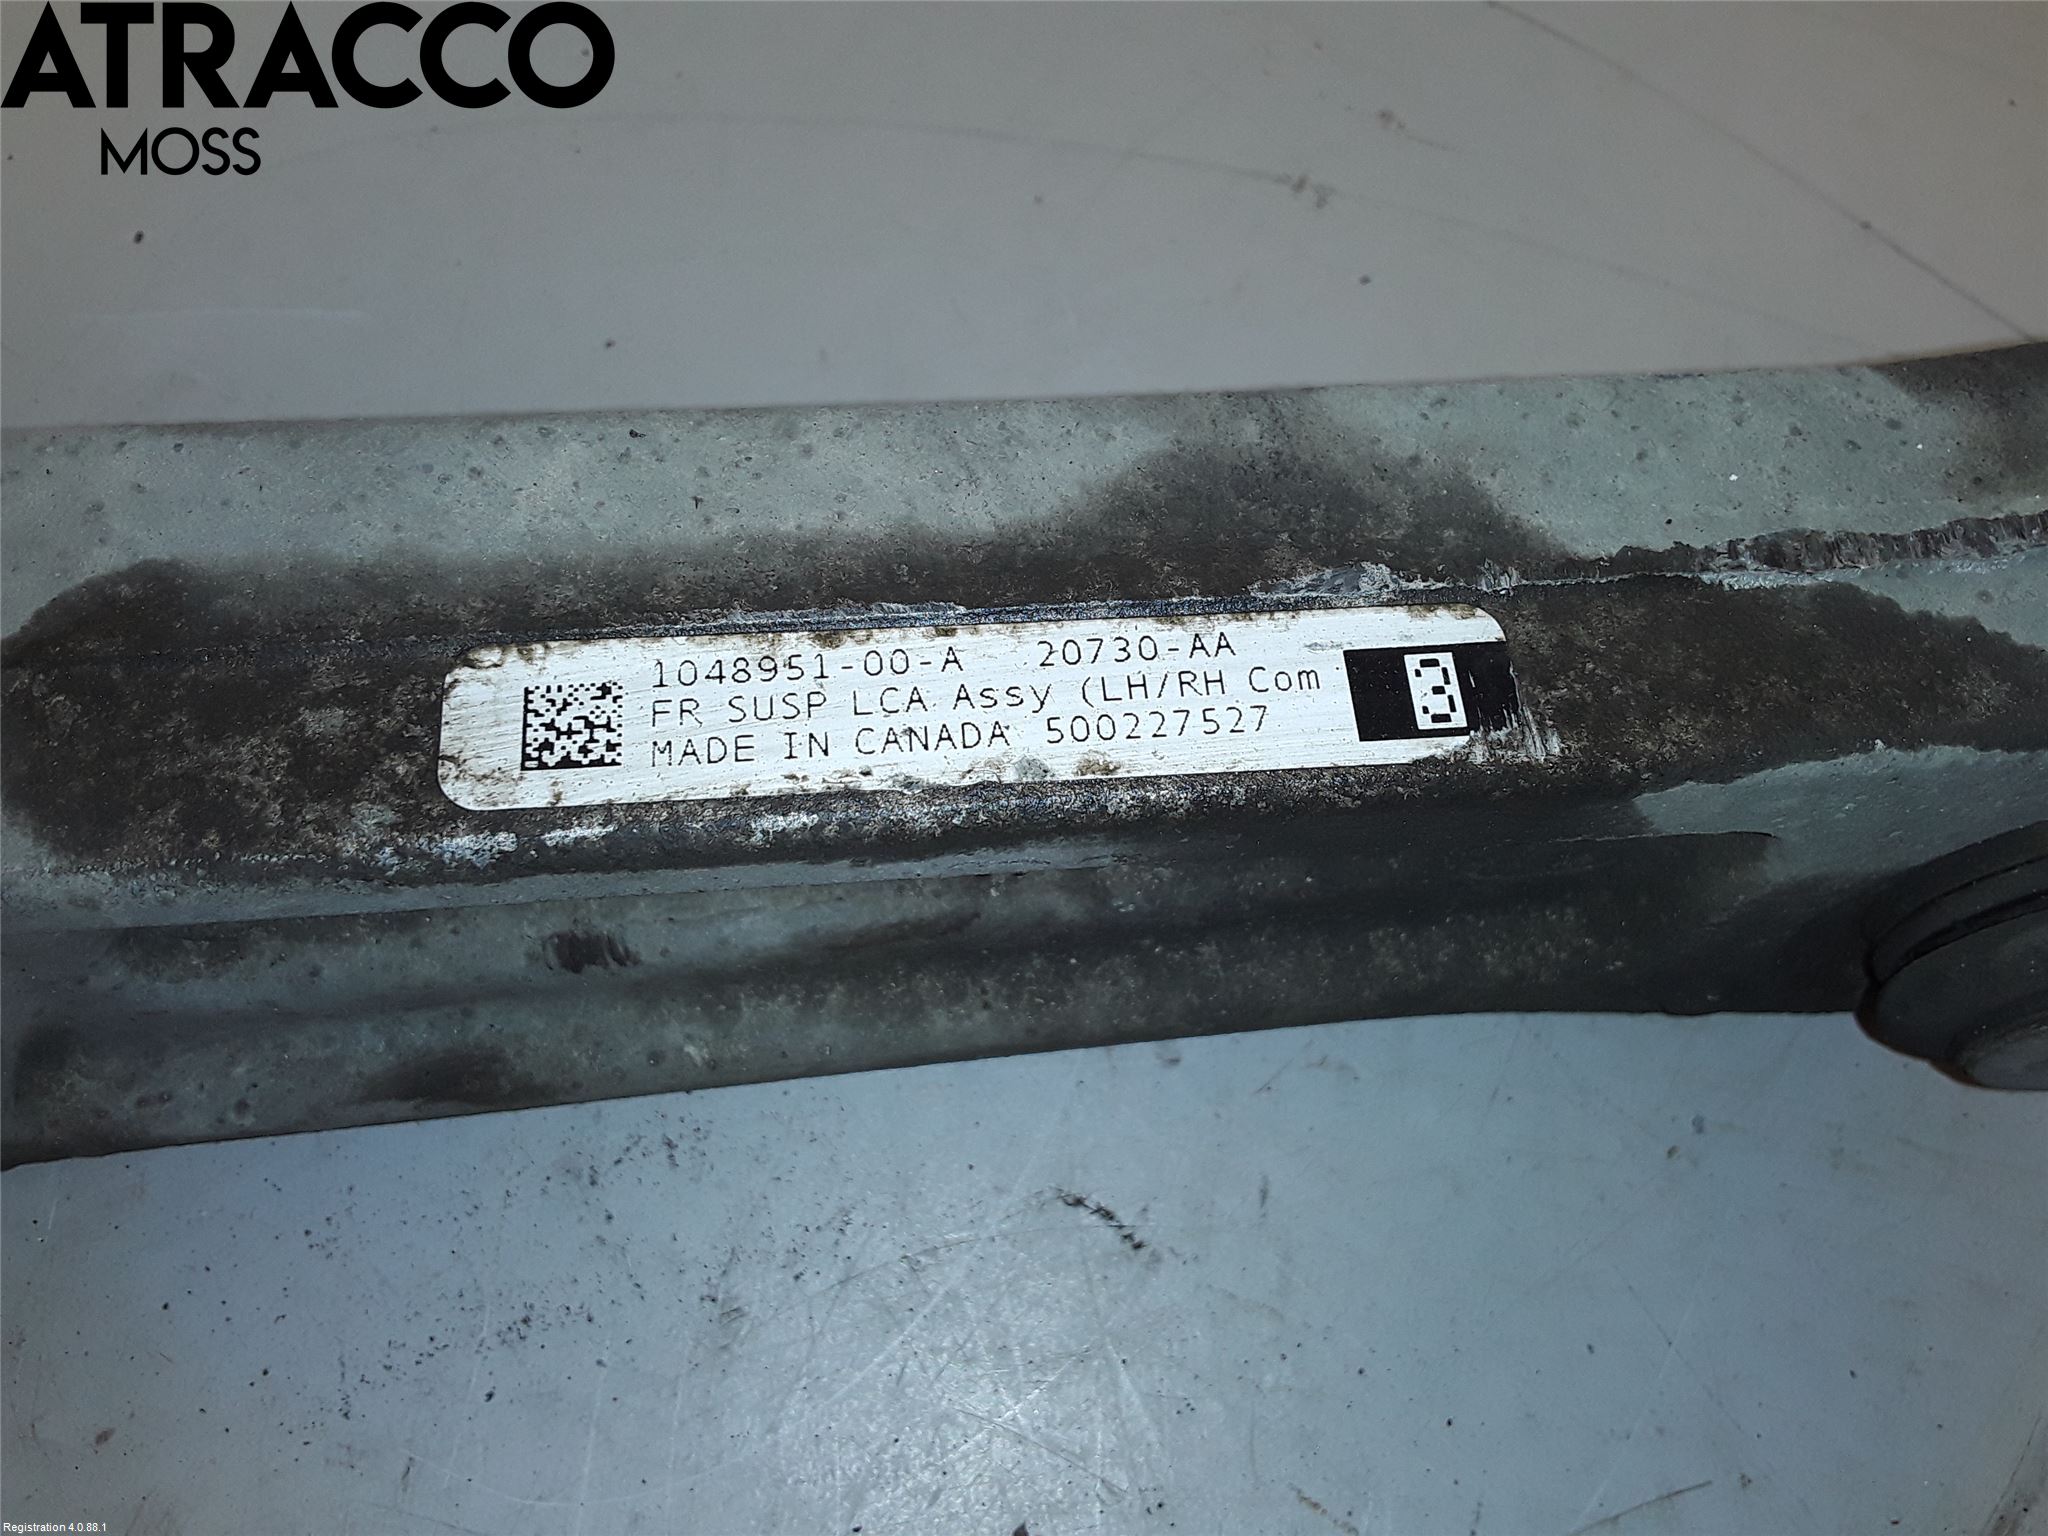 ATRACCO
MOSS
1048951-00-A 20730-AA
FR SUSP LCA Assy (LH/RH Com
MADE IN CANADA 500227527
3
Registration 4.0.88.1